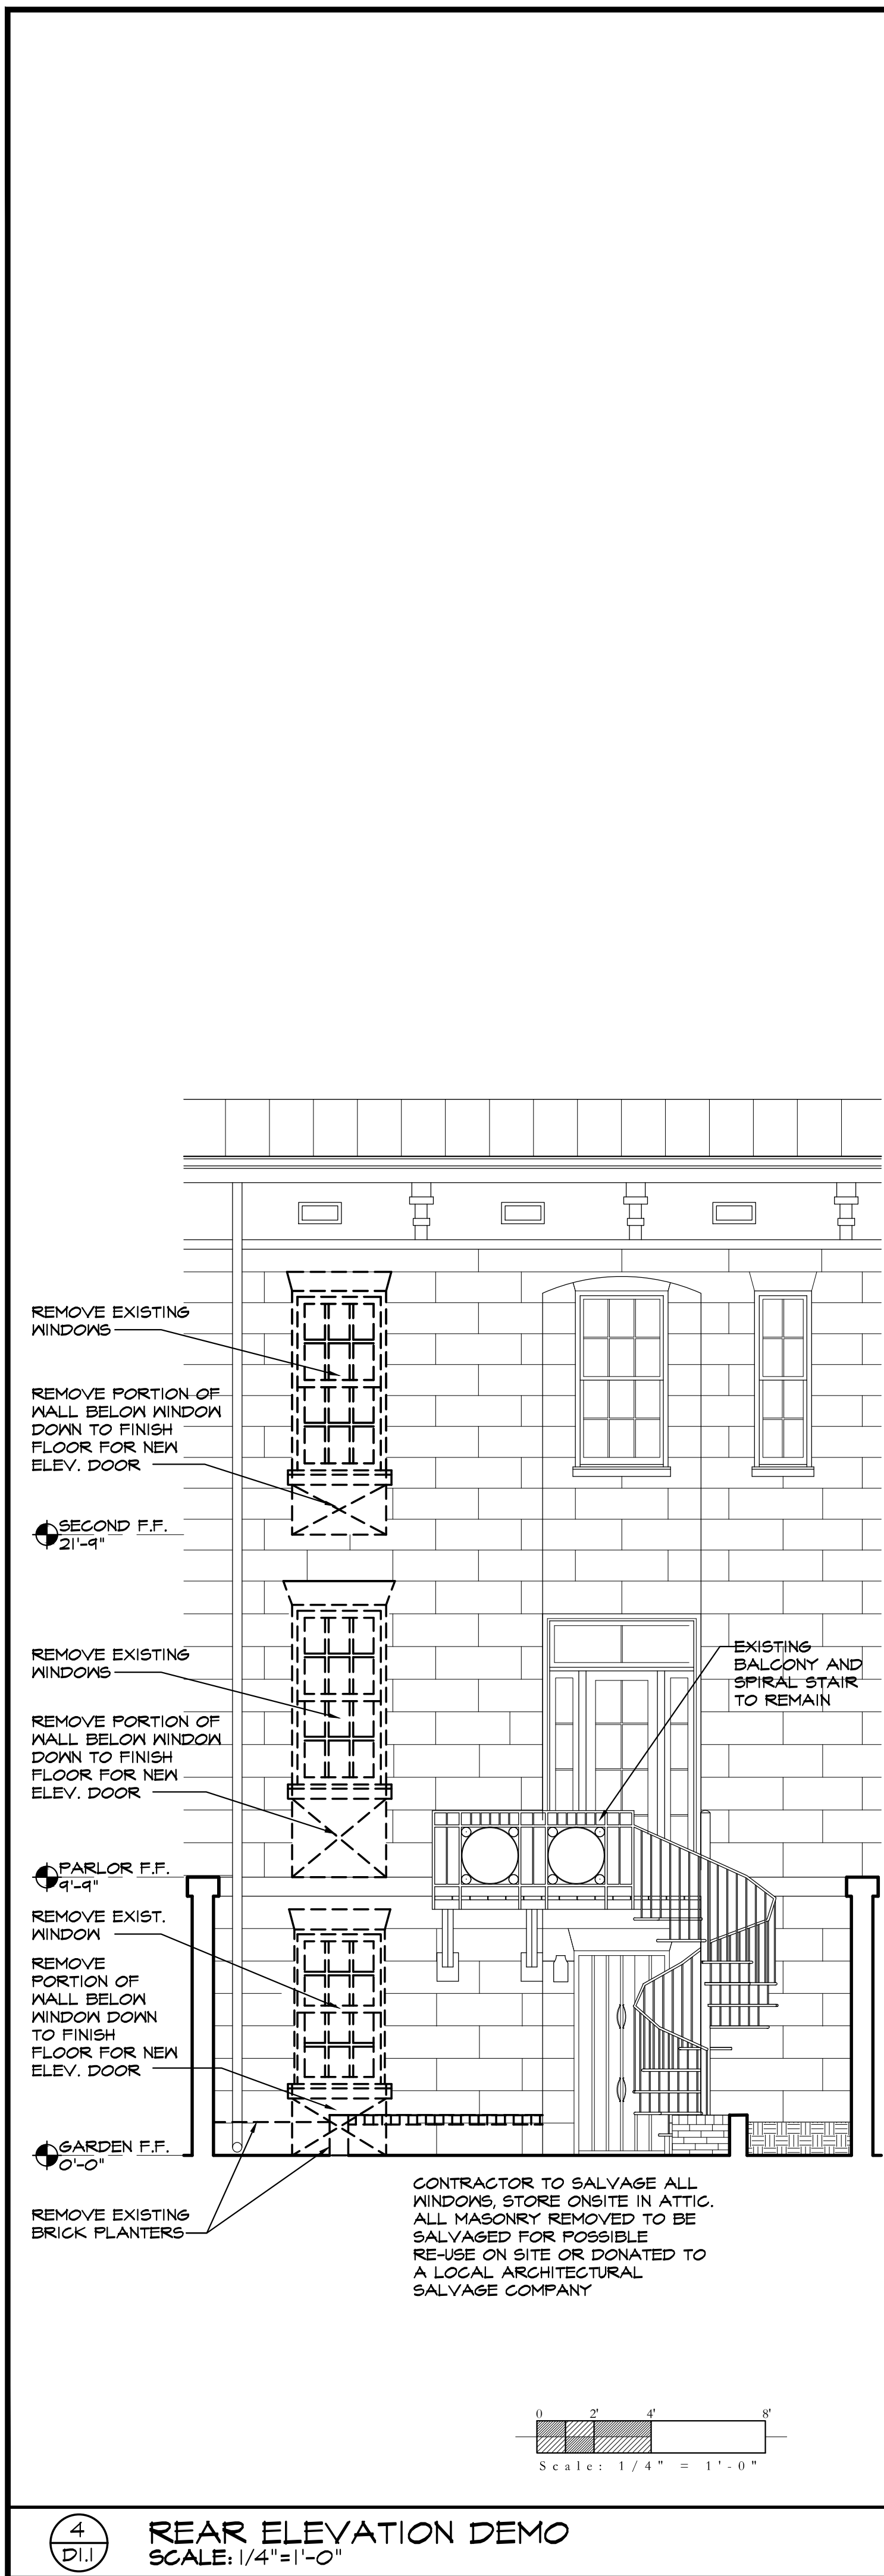 REMOVE EXISTING
WINDOWS
REMOVE PORTION OF
WALL BELOW WINDOW
DOWN TO FINISH
FLOOR FOR NEW
ELEV. DOOR
SECOND F.F.
21'-9"
REMOVE EXISTING
WINDOWS
EXISTING
BALCONY AND
SPIRAL STAIR
TO REMAIN
REMOVE PORTION OF
WALL BELOW WINDOW
DOWN TO FINISH
FLOOR FOR NEW
ELEV. DOOR
PARLOR F.F.
9'-9"
REMOVE EXIST.
WINDOW
REMOVE
PORTION OF
WALL BELOW
WINDOW DOWN
TO FINISH
FLOOR FOR NEW
ELEV. DOOR
GARDEN F.F.
0'-0"
REMOVE EXISTING
BRICK PLANTERS
CONTRACTOR TO SALVAGE ALL
WINDOWS, STORE ONSITE IN ATTIC.
ALL MASONRY REMOVED TO BE
SALVAGED FOR POSSIBLE
RE-USE ON SITE OR DONATED TO
A LOCAL ARCHITECTURAL
SALVAGE COMPANY
0 2' 4' 8'
Scale: 1/4" = 1'-0"
4
D1.1
REAR ELEVATION DEMO
SCALE: 1/4"=1'-0"